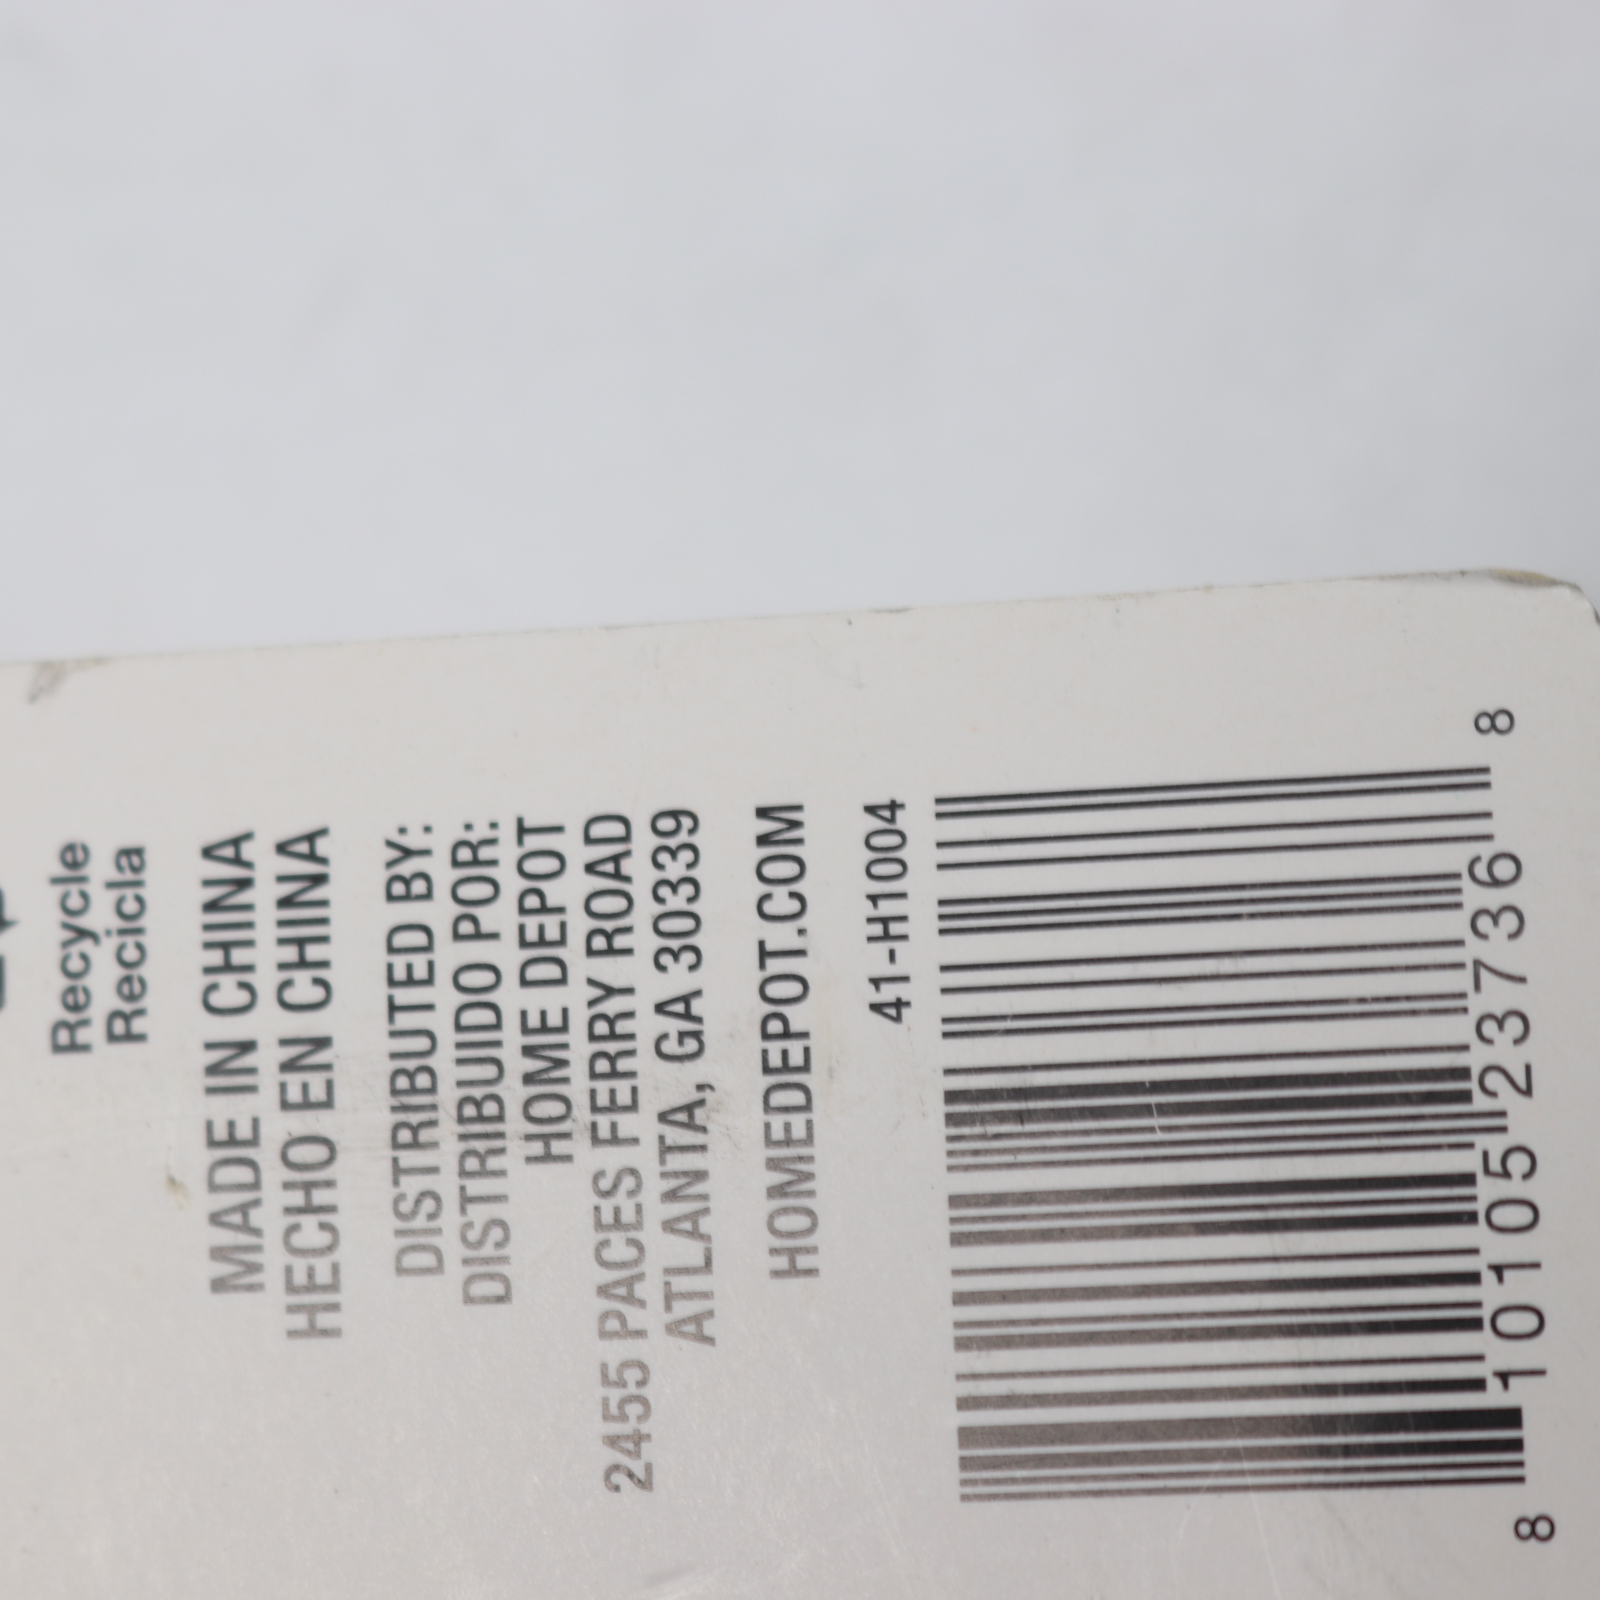 Recycle
Recicla
MADE IN CHINA
HECHO EN CHINA
DISTRIBUTED BY:
DISTRIBUIDO POR:
HOME DEPOT
2455 PACES FERRY ROAD
ATLANTA, GA 30339
HOMEDEPOT.COM
41-H1004
8 10105 23736 8